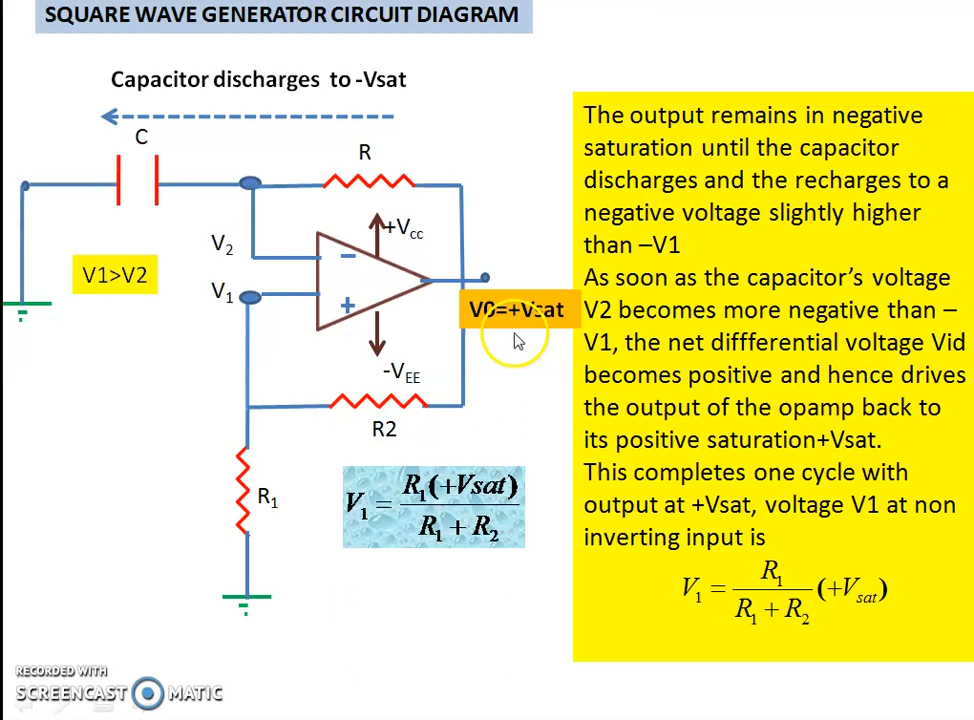 SQUARE WAVE GENERATOR CIRCUIT DIAGRAM
Capacitor discharges to -Vsat
C
R
V2
+Vcc
V1>V2
−
V1
+
V0=+Vsat
-VEE
R2
R1
V1 = R1(+Vsat) / R1 + R2
The output remains in negative
saturation until the capacitor
discharges and the recharges to a
negative voltage slightly higher
than –V1
As soon as the capacitor's voltage
V2 becomes more negative than –
V1, the net diffferential voltage Vid
becomes positive and hence drives
the output of the opamp back to
its positive saturation+Vsat.
This completes one cycle with
output at +Vsat, voltage V1 at non
inverting input is
V1 = R1 / R1 + R2 (+Vsat)
RECORDED WITH
SCREENCAST MATIC